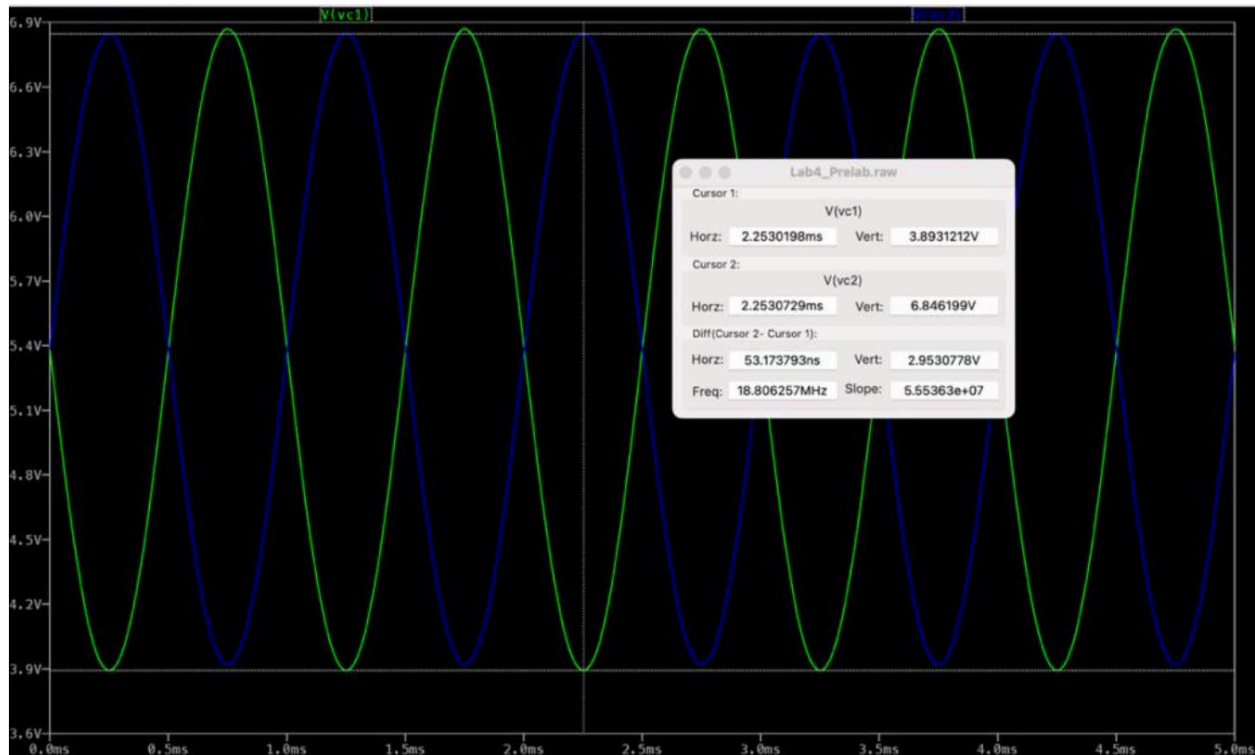 V(vc1)
6.9V
6.6V
6.3V
6.0V
5.7V
5.4V
5.1V
4.8V
4.5V
4.2V
3.9V
3.6V
Lab4_Prelab.raw
Cursor 1:
V(vc1)
Horz: 2.2530198ms Vert: 3.8931212V
Cursor 2:
V(vc2)
Horz: 2.2530729ms Vert: 6.846199V
Diff(Cursor 2- Cursor 1):
Horz: 53.173793ns Vert: 2.9530778V
Freq: 18.806257MHz Slope: 5.55363e+07
0.0ms 0.5ms 1.0ms 1.5ms 2.0ms 2.5ms 3.0ms 3.5ms 4.0ms 4.5ms 5.0ms